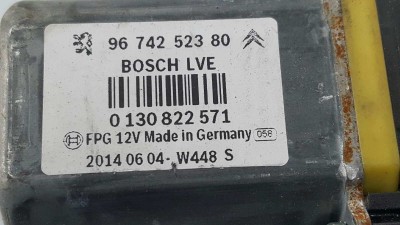 96 742 523 80
BOSCH LVE
0 130 822 571
FPG 12V Made in Germany 058
2014 06 04- W448 S